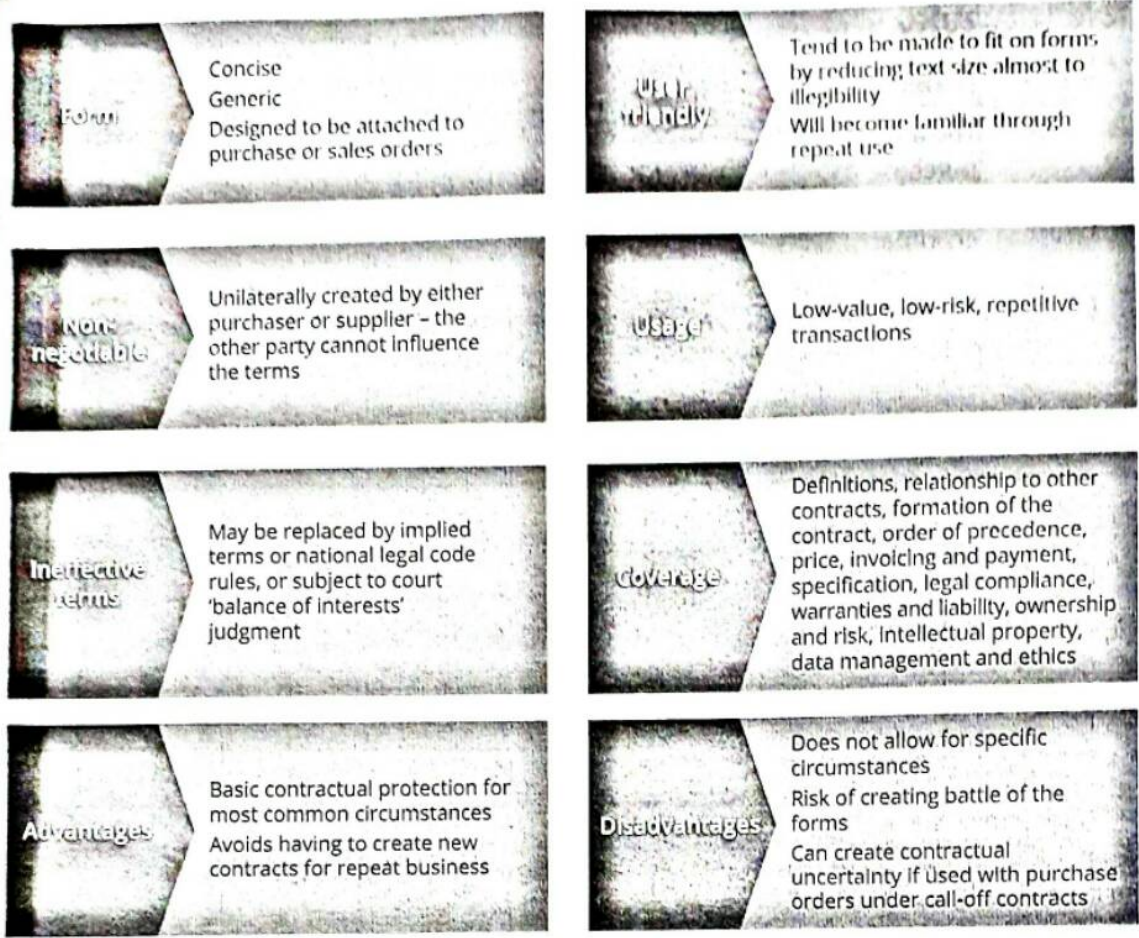 Form
Concise
Generic
Designed to be attached to
purchase or sales orders
User
friendly
Tend to be made to fit on forms
by reducing text size almost to
illegibility
Will become familiar through
repeat use
Non-
negotiable
Unilaterally created by either
purchaser or supplier – the
other party cannot influence
the terms
Usage
Low-value, low-risk, repetitive
transactions
Ineffective
terms
May be replaced by implied
terms or national legal code
rules, or subject to court
'balance of interests'
judgment
Coverage
Definitions, relationship to other
contracts, formation of the
contract, order of precedence,
price, invoicing and payment,
specification, legal compliance,
warranties and liability, ownership
and risk, intellectual property,
data management and ethics
Advantages
Basic contractual protection for
most common circumstances
Avoids having to create new
contracts for repeat business
Disadvantages
Does not allow for specific
circumstances
Risk of creating battle of the
forms
Can create contractual
uncertainty if used with purchase
orders under call-off contracts